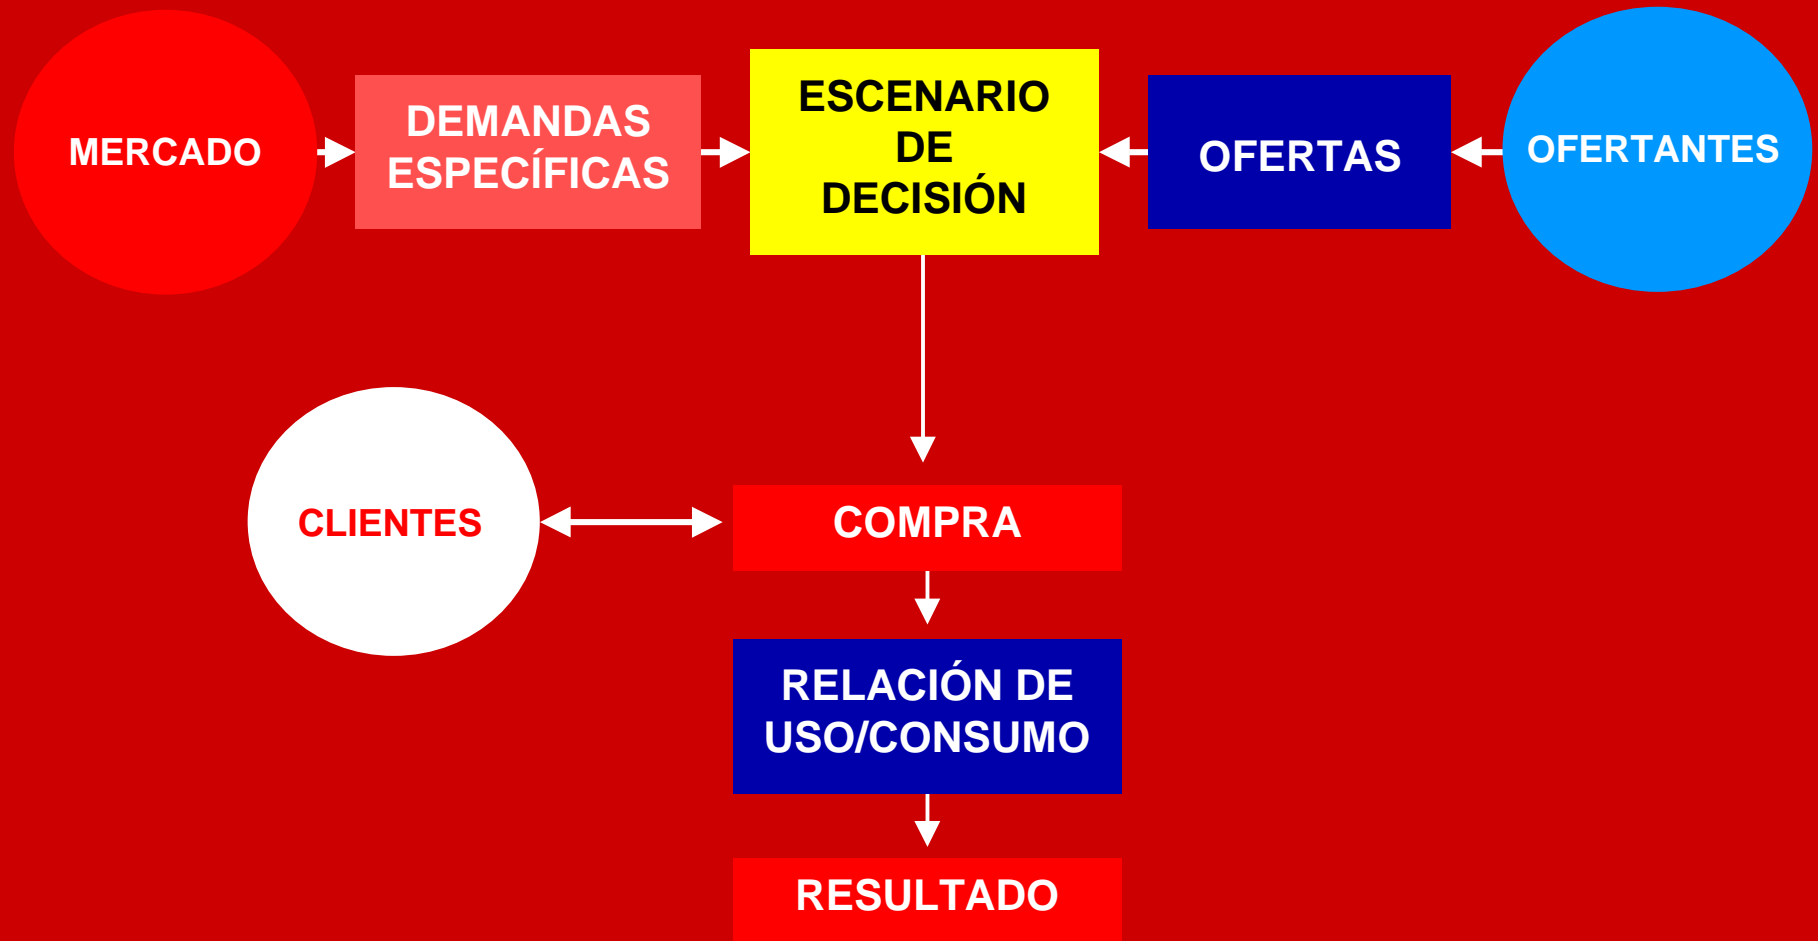 MERCADO
DEMANDAS
ESPECÍFICAS
ESCENARIO
DE
DECISIÓN
OFERTAS
OFERTANTES
CLIENTES
COMPRA
RELACIÓN DE
USO/CONSUMO
RESULTADO